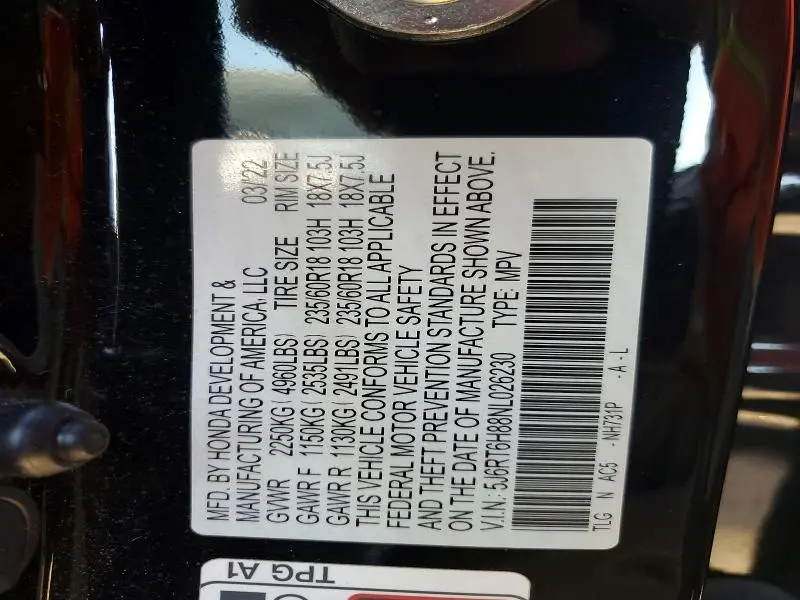 MFD. BY HONDA DEVELOPMENT &
MANUFACTURING OF AMERICA, LLC 03/22
GVWR 2250KG( 4960LBS) TIRE SIZE RIM SIZE
GAWR F 1150KG( 2535LBS) 235/60R18 103H 18X7.5J
GAWR R 1130KG( 2491LBS) 235/60R18 103H 18X7.5J
THIS VEHICLE CONFORMS TO ALL APPLICABLE
FEDERAL MOTOR VEHICLE SAFETY
AND THEFT PREVENTION STANDARDS IN EFFECT
ON THE DATE OF MANUFACTURE SHOWN ABOVE.
V.I.N.: 5J6RT6H88NL026230 TYPE: MPV
TLG N AC5 -NH731P -A-L
TPG A1